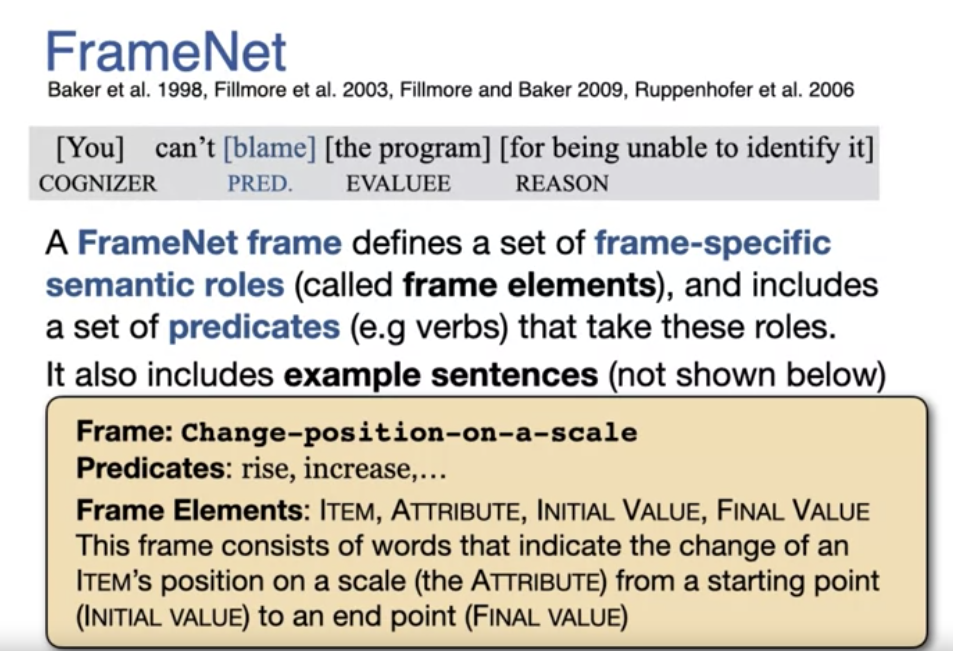 FrameNet
Baker et al. 1998, Fillmore et al. 2003, Fillmore and Baker 2009, Ruppenhofer et al. 2006
[You] can't [blame] [the program] [for being unable to identify it]
COGNIZER PRED. EVALUEE REASON
A FrameNet frame defines a set of frame-specific
semantic roles (called frame elements), and includes
a set of predicates (e.g verbs) that take these roles.
It also includes example sentences (not shown below)
Frame: Change-position-on-a-scale
Predicates: rise, increase,...
Frame Elements: ITEM, ATTRIBUTE, INITIAL VALUE, FINAL VALUE
This frame consists of words that indicate the change of an
ITEM's position on a scale (the ATTRIBUTE) from a starting point
(INITIAL VALUE) to an end point (FINAL VALUE)